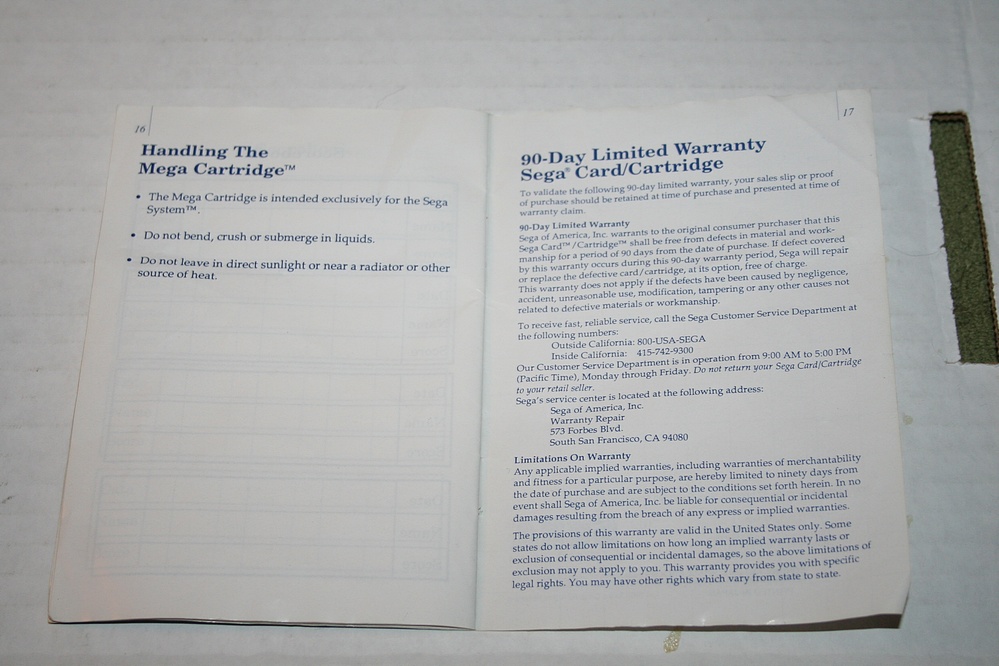 16
Handling The
Mega Cartridge™
• The Mega Cartridge is intended exclusively for the Sega
System™.
• Do not bend, crush or submerge in liquids.
• Do not leave in direct sunlight or near a radiator or other
source of heat.
17
90-Day Limited Warranty
Sega® Card/Cartridge
To validate the following 90-day limited warranty, your sales slip or proof
of purchase should be retained at time of purchase and presented at time of
warranty claim.
90-Day Limited Warranty
Sega of America, Inc. warrants to the original consumer purchaser that this
Sega Card™/Cartridge™ shall be free from defects in material and work-
manship for a period of 90 days from the date of purchase. If defect covered
by this warranty occurs during this 90-day warranty period, Sega will repair
or replace the defective card/cartridge, at its option, free of charge.
This warranty does not apply if the defects have been caused by negligence,
accident, unreasonable use, modification, tampering or any other causes not
related to defective materials or workmanship.
To receive fast, reliable service, call the Sega Customer Service Department at
the following numbers:
Outside California: 800-USA-SEGA
Inside California: 415-742-9300
Our Customer Service Department is in operation from 9:00 AM to 5:00 PM
(Pacific Time), Monday through Friday. Do not return your Sega Card/Cartridge
to your retail seller.
Sega's service center is located at the following address:
Sega of America, Inc.
Warranty Repair
573 Forbes Blvd.
South San Francisco, CA 94080
Limitations On Warranty
Any applicable implied warranties, including warranties of merchantability
and fitness for a particular purpose, are hereby limited to ninety days from
the date of purchase and are subject to the conditions set forth herein. In no
event shall Sega of America, Inc. be liable for consequential or incidental
damages resulting from the breach of any express or implied warranties.
The provisions of this warranty are valid in the United States only. Some
states do not allow limitations on how long an implied warranty lasts or
exclusion of consequential or incidental damages, so the above limitations of
exclusion may not apply to you. This warranty provides you with specific
legal rights. You may have other rights which vary from state to state.